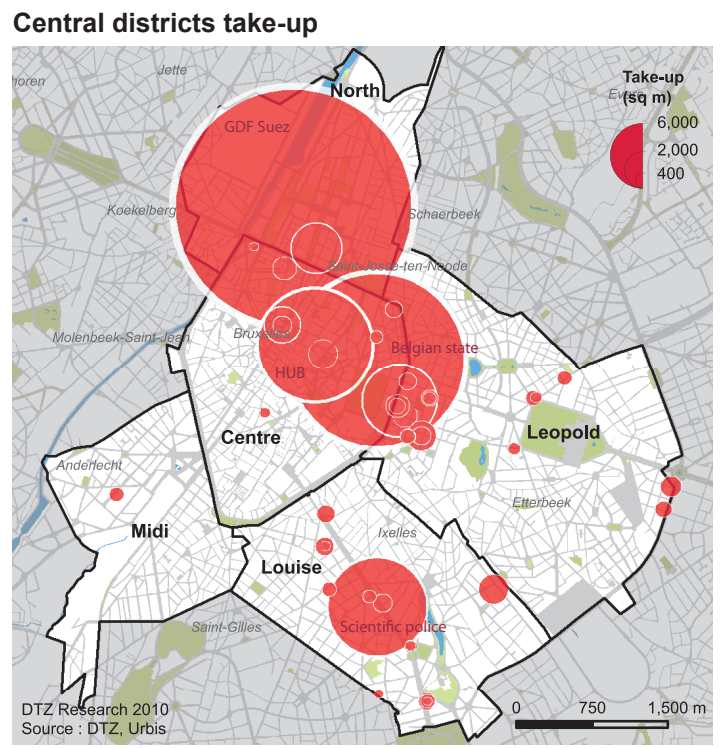 Central districts take-up
Jette
North
Take-up
(sq m)
6,000
2,000
400
GDF Suez
Koekelberg
Schaerbeek
Saint-Josse-ten-Noode
Molenbeek-Saint-Jean
Bruxelles
Belgian state
HUB
Centre
Leopold
Anderlecht
Etterbeek
Midi
Ixelles
Louise
Saint-Gilles
Scientific police
DTZ Research 2010
Source : DTZ, Urbis
0 750 1,500 m